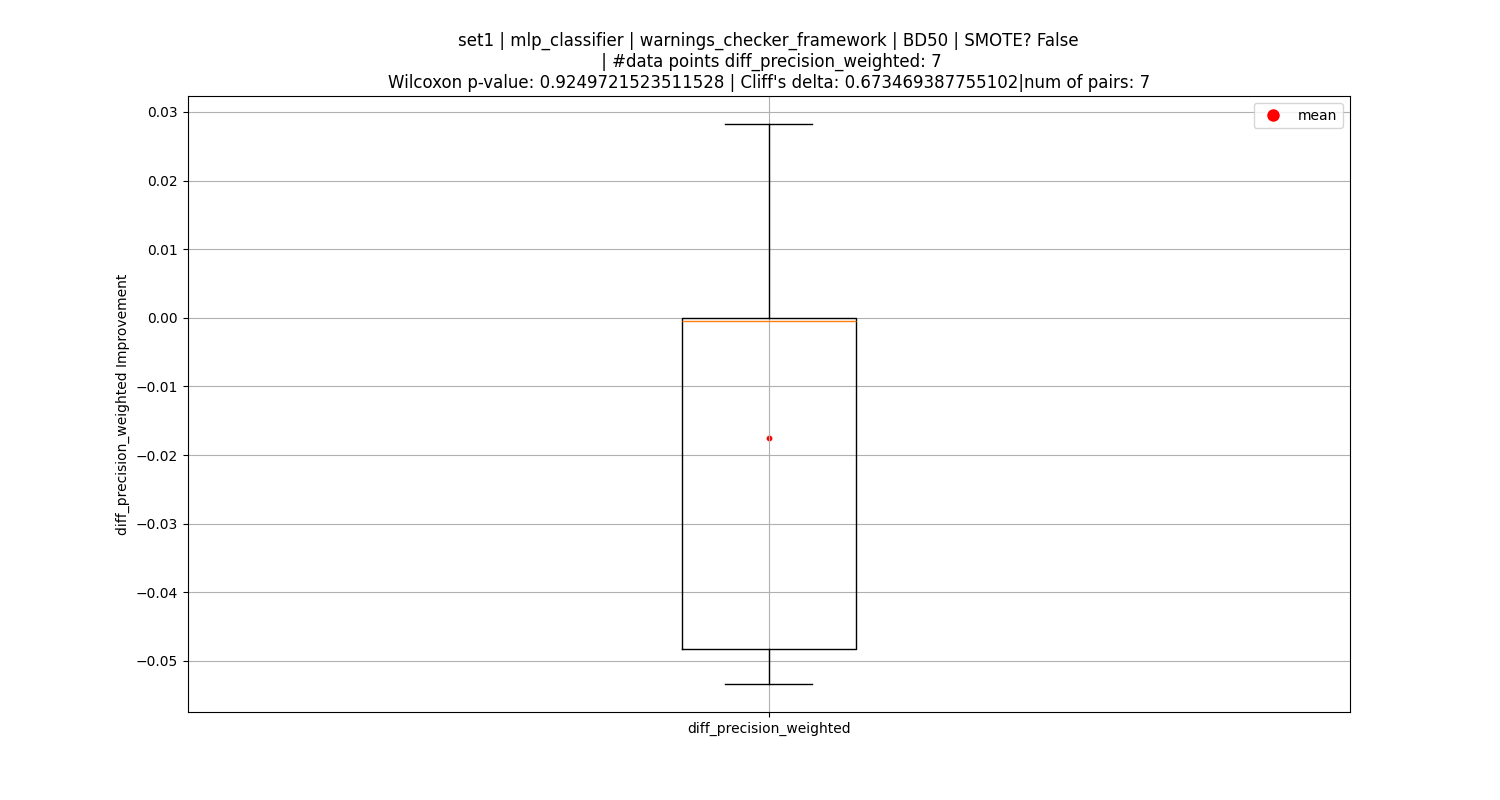 set1 | mlp_classifier | warnings_checker_framework | BD50 | SMOTE? False
| #data points diff_precision_weighted: 7
Wilcoxon p-value: 0.9249721523511528 | Cliff's delta: 0.673469387755102|num of pairs: 7
mean
0.03
0.02
0.01
0.00
−0.01
−0.02
−0.03
−0.04
−0.05
diff_precision_weighted Improvement
diff_precision_weighted